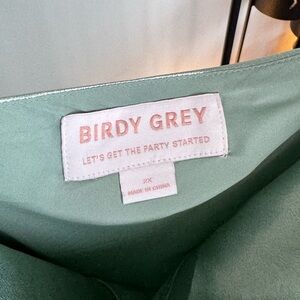 BIRDY GREY
LET'S GET THE PARTY STARTED
2X
MADE IN CHINA